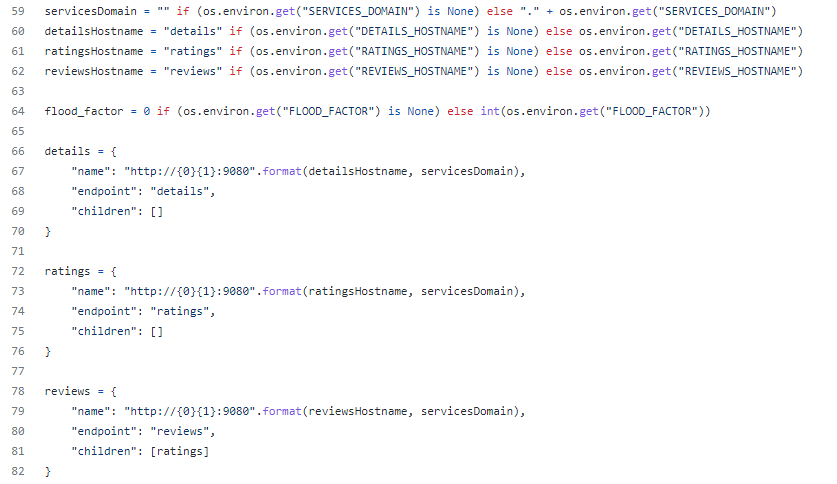 59 servicesDomain = "" if (os.environ.get("SERVICES_DOMAIN") is None) else "." + os.environ.get("SERVICES_DOMAIN")
60 detailsHostname = "details" if (os.environ.get("DETAILS_HOSTNAME") is None) else os.environ.get("DETAILS_HOSTNAME")
61 ratingsHostname = "ratings" if (os.environ.get("RATINGS_HOSTNAME") is None) else os.environ.get("RATINGS_HOSTNAME")
62 reviewsHostname = "reviews" if (os.environ.get("REVIEWS_HOSTNAME") is None) else os.environ.get("REVIEWS_HOSTNAME")
63
64 flood_factor = 0 if (os.environ.get("FLOOD_FACTOR") is None) else int(os.environ.get("FLOOD_FACTOR"))
65
66 details = {
67     "name": "http://{0}{1}:9080".format(detailsHostname, servicesDomain),
68     "endpoint": "details",
69     "children": []
70 }
71
72 ratings = {
73     "name": "http://{0}{1}:9080".format(ratingsHostname, servicesDomain),
74     "endpoint": "ratings",
75     "children": []
76 }
77
78 reviews = {
79     "name": "http://{0}{1}:9080".format(reviewsHostname, servicesDomain),
80     "endpoint": "reviews",
81     "children": [ratings]
82 }